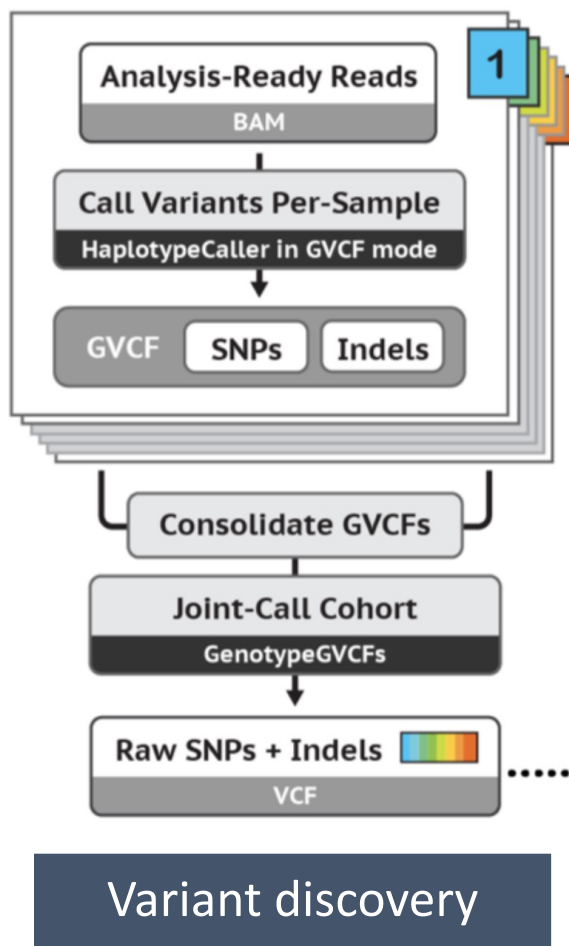 1
Analysis-Ready Reads
BAM
Call Variants Per-Sample
HaplotypeCaller in GVCF mode
GVCF SNPs Indels
Consolidate GVCFs
Joint-Call Cohort
GenotypeGVCFs
Raw SNPs + Indels
VCF
Variant discovery